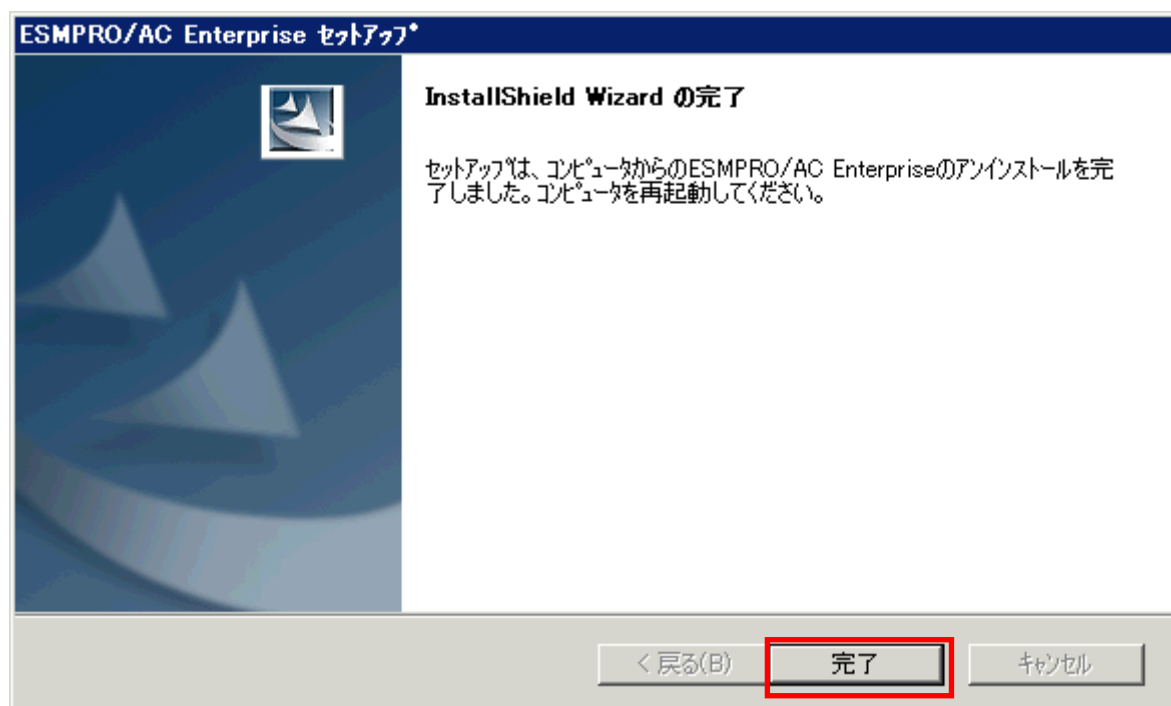 ESMPRO/AC Enterprise ｾｯﾄｱｯﾌﾟ
InstallShield Wizard の完了
ｾｯﾄｱｯﾌﾟは、ｺﾝﾋﾟｭｰﾀからのESMPRO/AC Enterpriseのｱﾝｲﾝｽﾄｰﾙを完
了しました。ｺﾝﾋﾟｭｰﾀを再起動してください。
< 戻る(B) 完了 ｷｬﾝｾﾙ